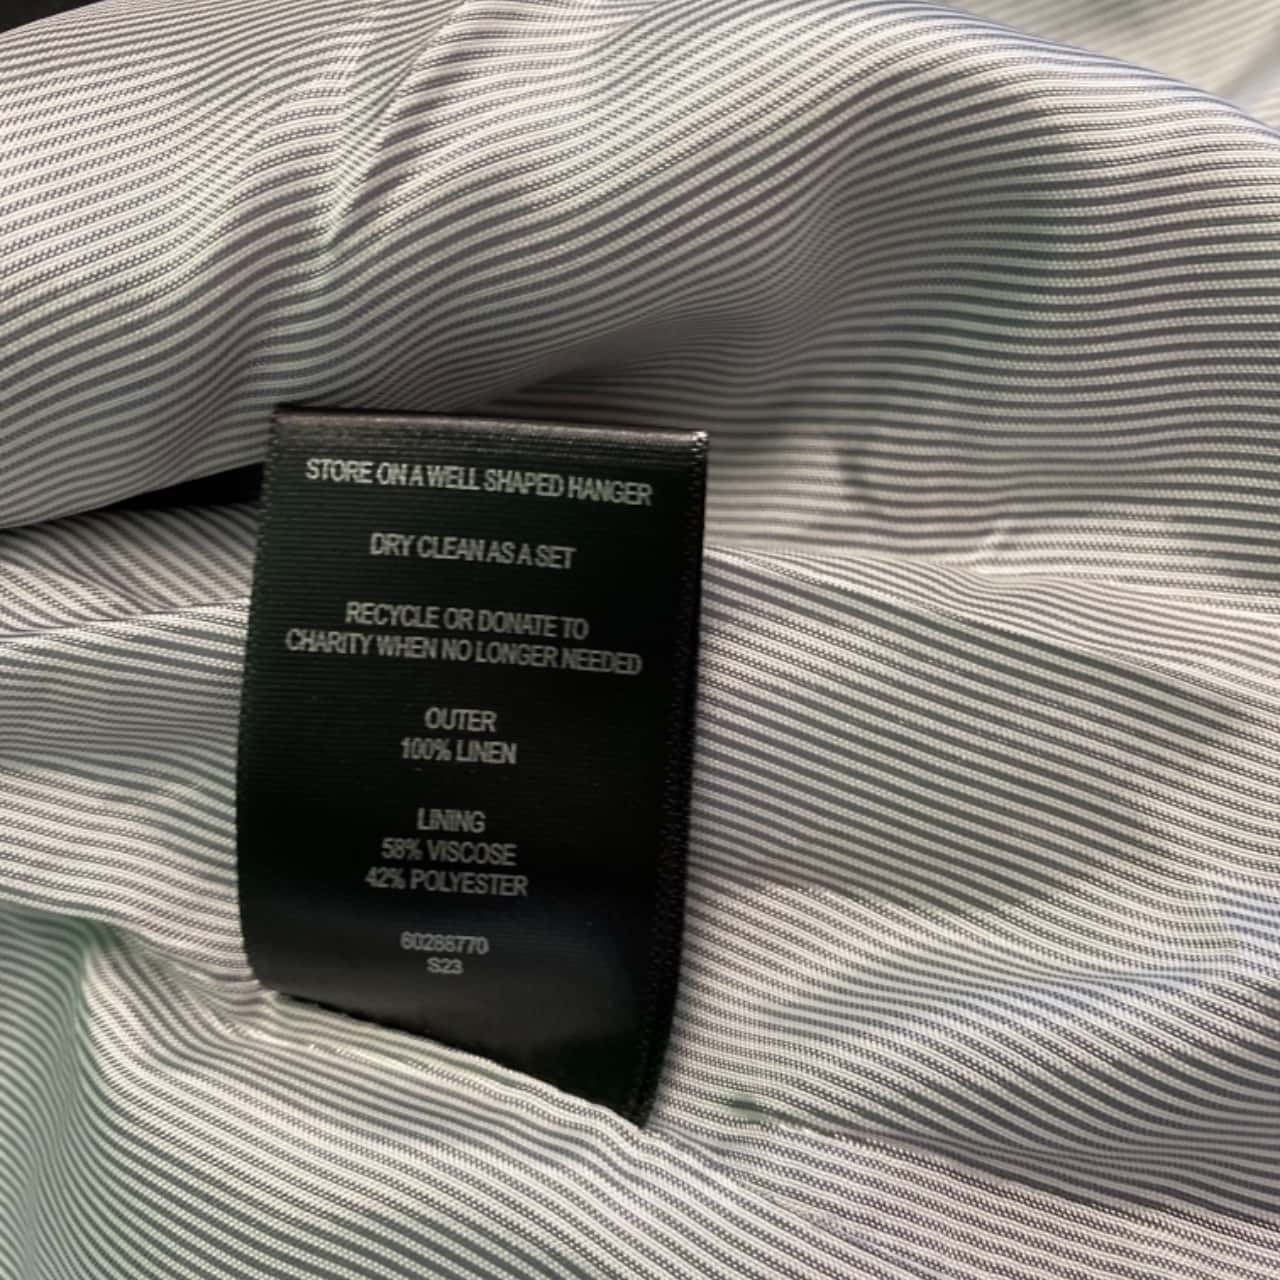 STORE ON A WELL SHAPED HANGER
DRY CLEAN AS A SET
RECYCLE OR DONATE TO
CHARITY WHEN NO LONGER NEEDED
OUTER
100% LINEN
LINING
58% VISCOSE
42% POLYESTER
60286770
S23